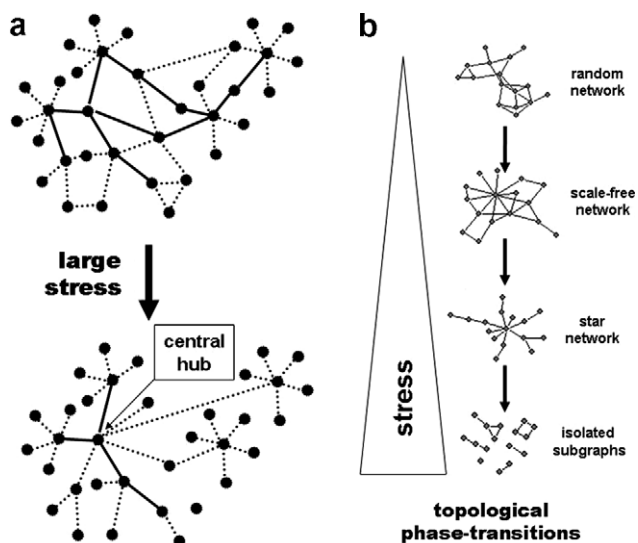 a
large
stress
central
hub
b
random
network
scale-free
network
star
network
isolated
subgraphs
stress
topological
phase-transitions